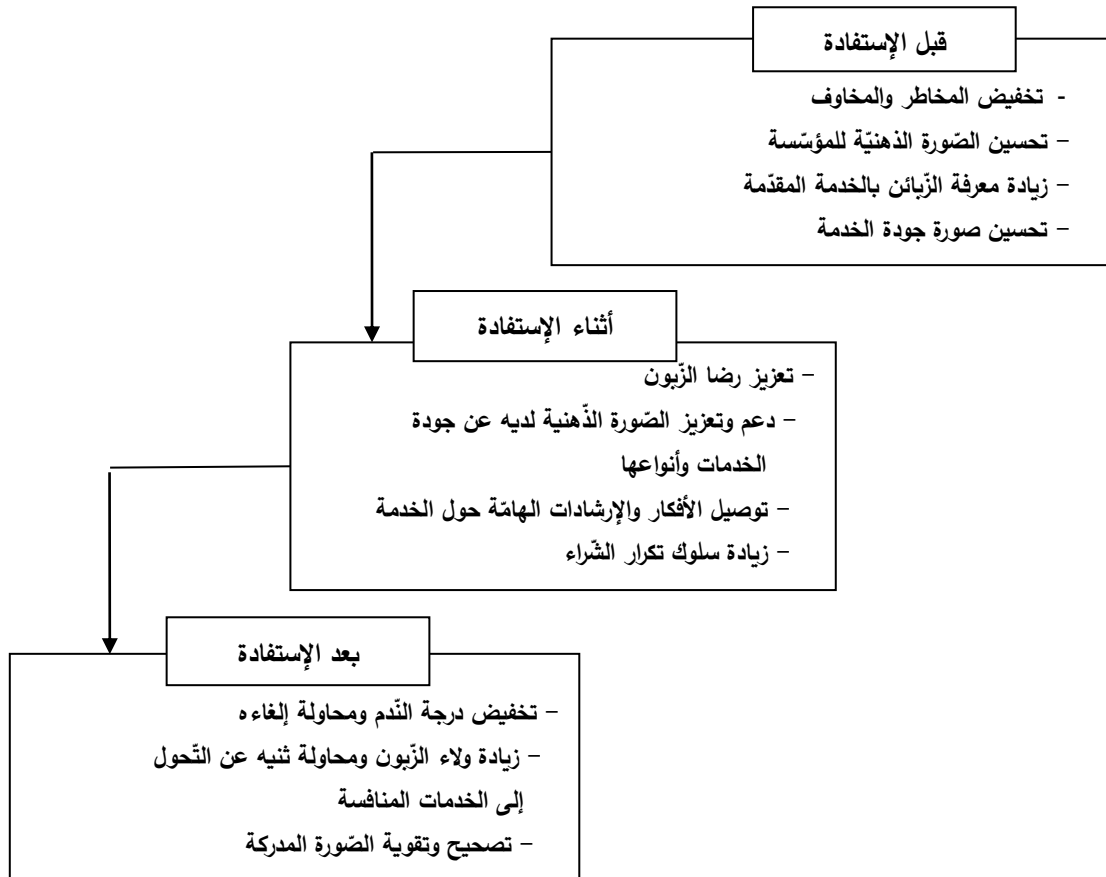 قبل الإستفادة
- تخفيض المخاطر والمخاوف
– تحسين الصّورة الذهنيّة للمؤسّسة
– زيادة معرفة الزّبائن بالخدمة المقدّمة
– تحسين صورة جودة الخدمة
أثناء الإستفادة
– تعزيز رضا الزّبون
– دعم وتعزيز الصّورة الذّهنية لديه عن جودة
الخدمات وأنواعها
– توصيل الأفكار والإرشادات الهامّة حول الخدمة
– زيادة سلوك تكرار الشّراء
بعد الإستفادة
– تخفيض درجة النّدم ومحاولة إلغاءه
– زيادة ولاء الزّبون ومحاولة ثنيه عن التّحول
إلى الخدمات المنافسة
– تصحيح وتقوية الصّورة المدركة